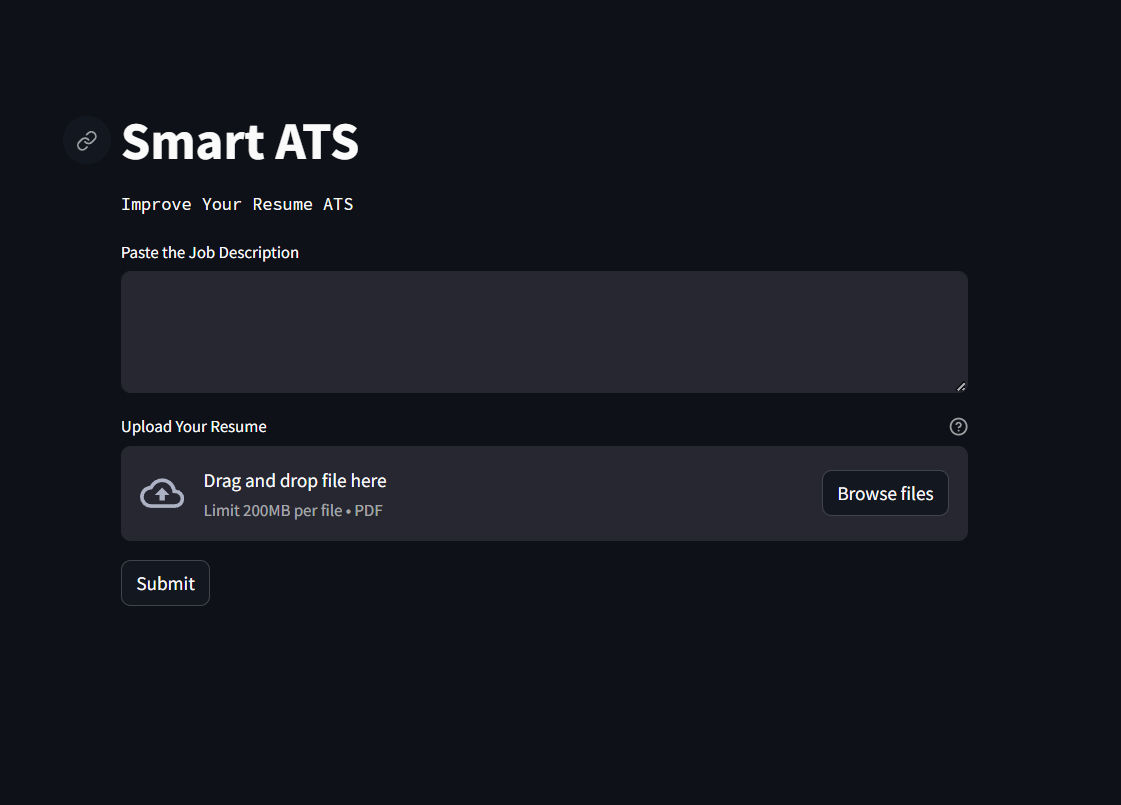 Smart ATS
Improve Your Resume ATS
Paste the Job Description
Upload Your Resume
Drag and drop file here
Limit 200MB per file • PDF
Browse files
Submit